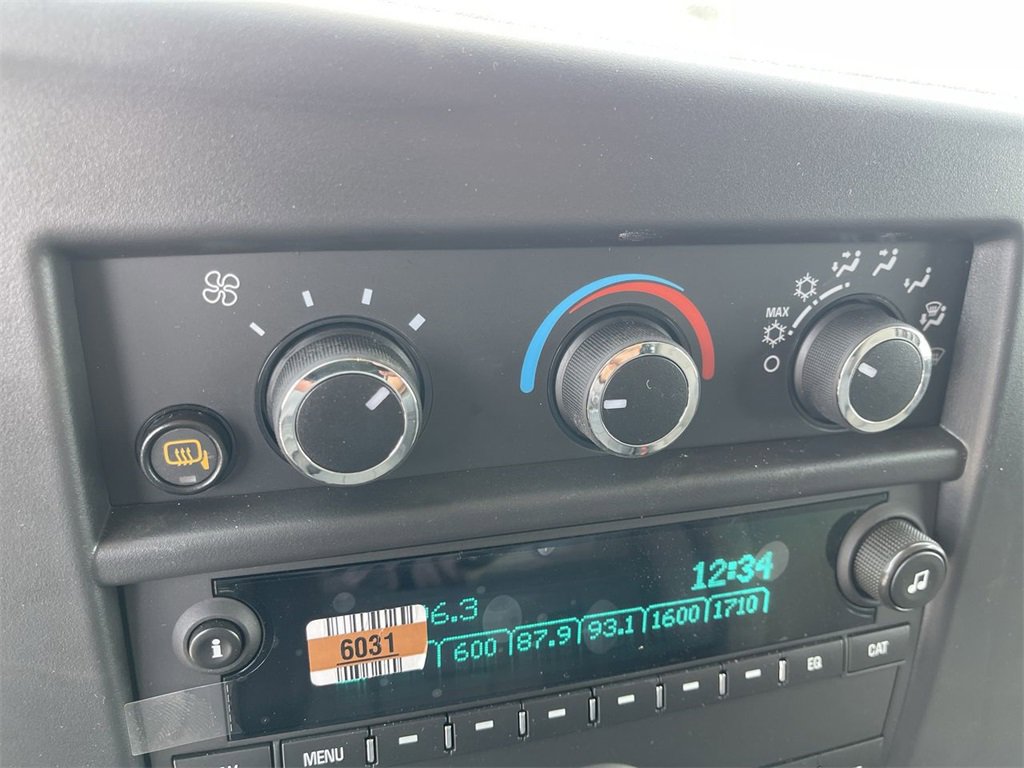 MAX
12:34
6.3
6031
600 87.9 93.1 1600 1710
i
EQ
CAT
MENU